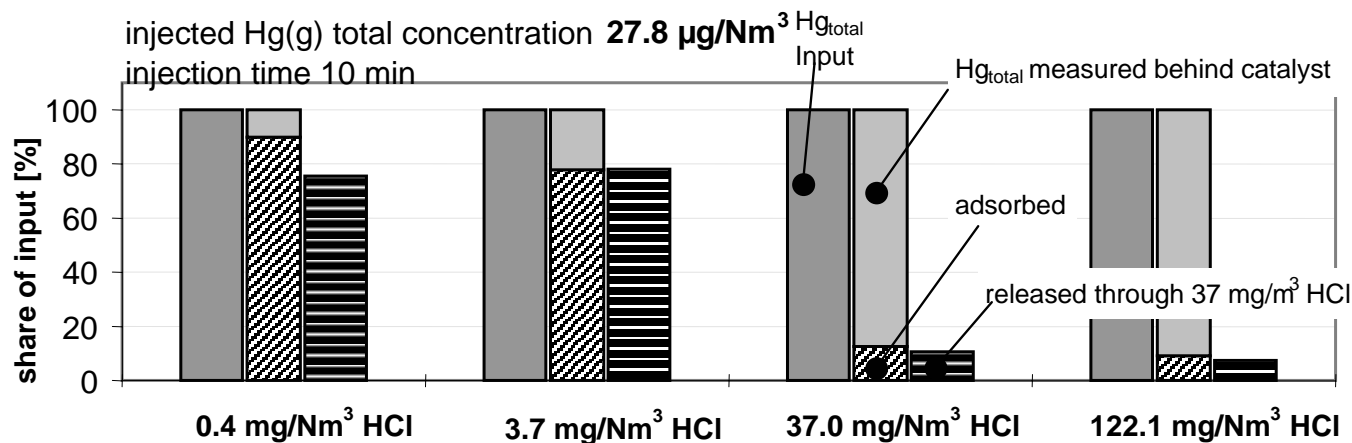 injected Hg(g) total concentration 27.8 µg/Nm³
injection time 10 min
Hgtotal
Input
Hgtotal measured behind catalyst
adsorbed
released through 37 mg/m³ HCl
share of input [%]
100
80
60
40
20
0
0.4 mg/Nm³ HCl
3.7 mg/Nm³ HCl
37.0 mg/Nm³ HCl
122.1 mg/Nm³ HCl